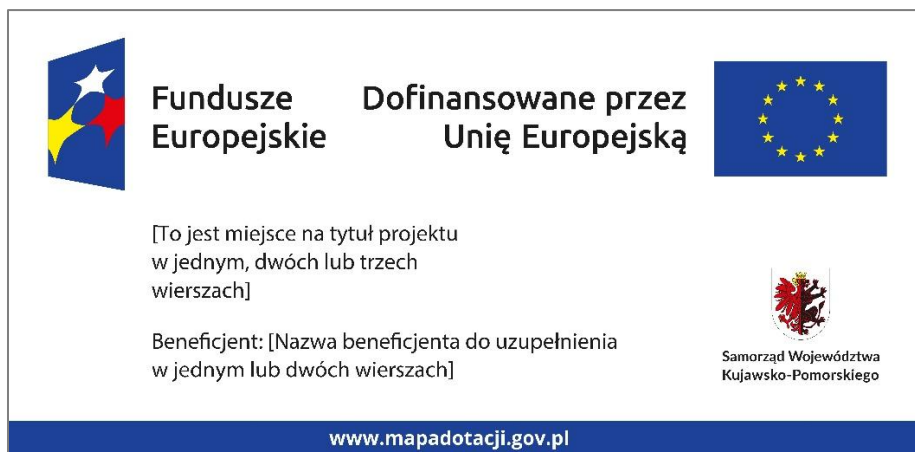 Fundusze
Europejskie
Dofinansowane przez
Unię Europejską
[To jest miejsce na tytuł projektu
w jednym, dwóch lub trzech
wierszach]
Beneficjent: [Nazwa beneficjenta do uzupełnienia
w jednym lub dwóch wierszach]
Samorząd Województwa
Kujawsko-Pomorskiego
www.mapadotacji.gov.pl